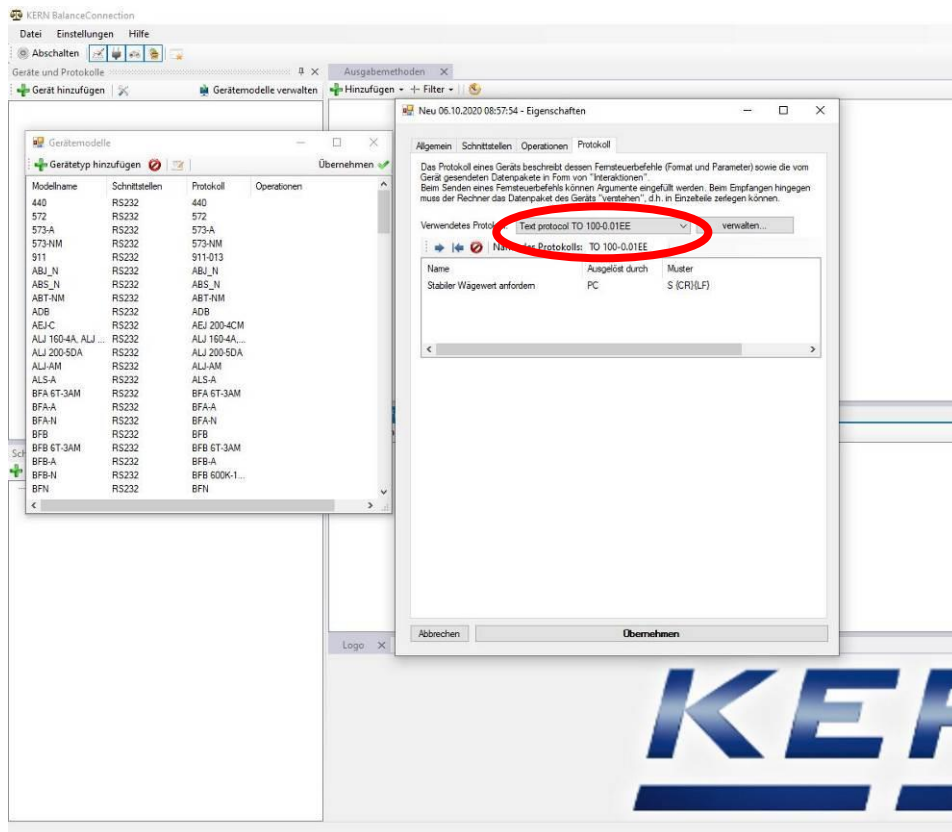 KERN BalanceConnection
Datei Einstellungen Hilfe
Abschalten
Geräte und Protokolle
Gerät hinzufügen Gerätemodelle verwalten
Ausgabemethoden
Hinzufügen Filter
Gerätemodelle
Gerätetyp hinzufügen Übernehmen
Modellname Schnittstellen Protokoll Operationen
440 RS232 440
572 RS232 572
573-A RS232 573-A
573-NM RS232 573-NM
911 RS232 911-013
ABJ_N RS232 ABJ_N
ABS_N RS232 ABS_N
ABT-NM RS232 ABT-NM
ADB RS232 ADB
AEJ-C RS232 AEJ 200-4CM
ALJ 160-4A, ALJ ... RS232 ALJ 160-4A,...
ALJ 200-5DA RS232 ALJ 200-5DA
ALJ-AM RS232 ALJ-AM
ALS-A RS232 ALS-A
BFA 6T-3AM RS232 BFA 6T-3AM
BFA-A RS232 BFA-A
BFA-N RS232 BFA-N
BFB RS232 BFB
BFB 6T-3AM RS232 BFB 6T-3AM
BFB-A RS232 BFB-A
BFB-N RS232 BFB 600K-1...
BFN RS232 BFN
Neu 06.10.2020 08:57:54 - Eigenschaften
Allgemein Schnittstellen Operationen Protokoll
Das Protokoll eines Geräts beschreibt dessen Fernsteuerbefehle (Format und Parameter) sowie die vom
Gerät gesendeten Datenpakete in Form von "Interaktionen".
Beim Senden eines Fernsteuerbefehls können Argumente eingefügt werden. Beim Empfangen hingegen
muss der Rechner das Datenpaket des Geräts "verstehen", d.h. in Einzelteile zerlegen können.
Verwendetes Text protocol TO 100-0.01EE verwalten...
Protokolls: TO 100-0.01EE
Name Ausgelöst durch Muster
Stabiler Wägewert anfordern PC S {CR}{LF}
Abbrechen Übernehmen
Logo
KE